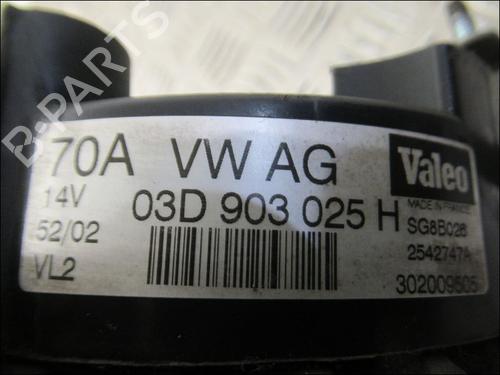 B-PARTS
70A VW AG
Valeo
14V
03D 903 025 H
MADE IN FRANCE
52/02
SG8B028
VL2
2542747A
302009505